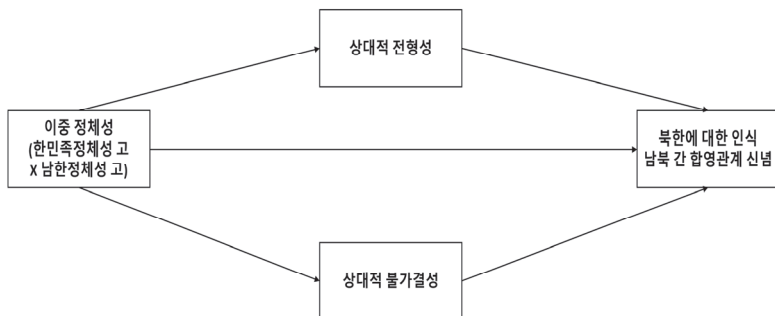 상대적 전형성
이중 정체성
(한민족정체성 고
X 남한정체성 고)
북한에 대한 인식
남북 간 합영관계 신념
상대적 불가결성